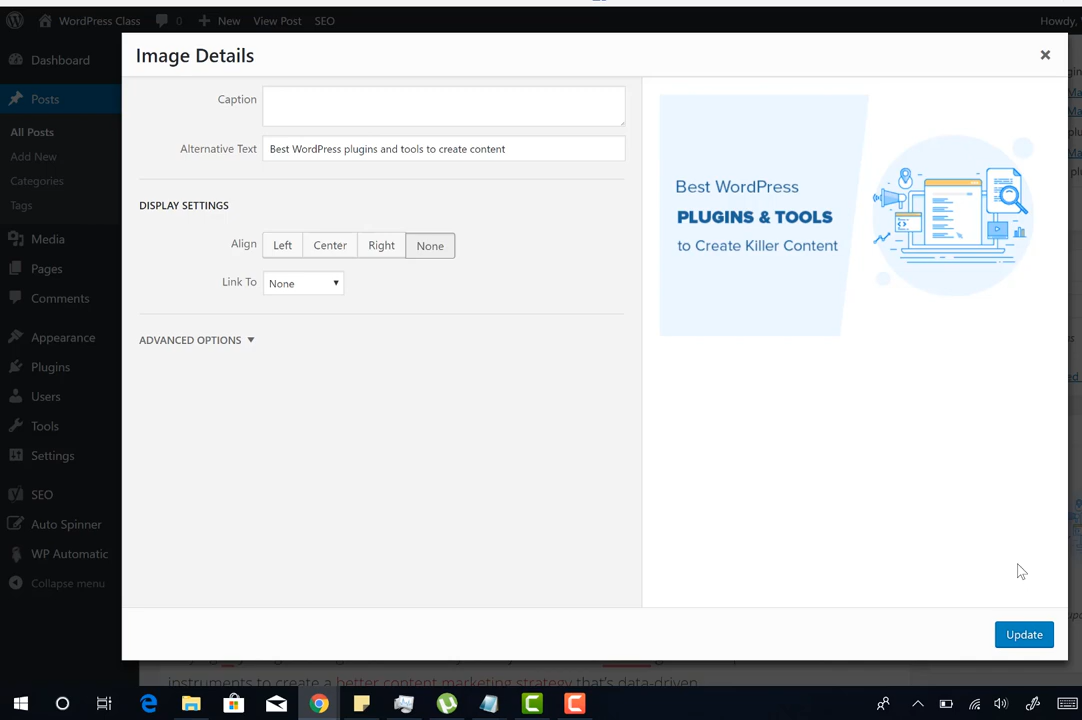 WordPress Class
0
New
View Post
SEO
Howdy,
Dashboard
Posts
All Posts
Add New
Categories
Tags
Media
Pages
Comments
Appearance
Plugins
Users
Tools
Settings
SEO
Auto Spinner
WP Automatic
Collapse menu
Image Details
Caption
Alternative Text
Best WordPress plugins and tools to create content
DISPLAY SETTINGS
Align
Left
Center
Right
None
Link To
None
ADVANCED OPTIONS
Best WordPress
PLUGINS & TOOLS
to Create Killer Content
Update
instruments to create a better content marketing strategy that's data-driven